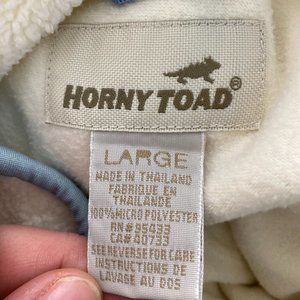 HORNY TOAD®
LARGE
MADE IN THAILAND
FABRIQUE EN
THAILANDE
100% MICRO POLYESTER
RN# 95433
CA# 40733
SEE REVERSE FOR CARE
INSTRUCTIONS DE
LAVAGE AU DOS